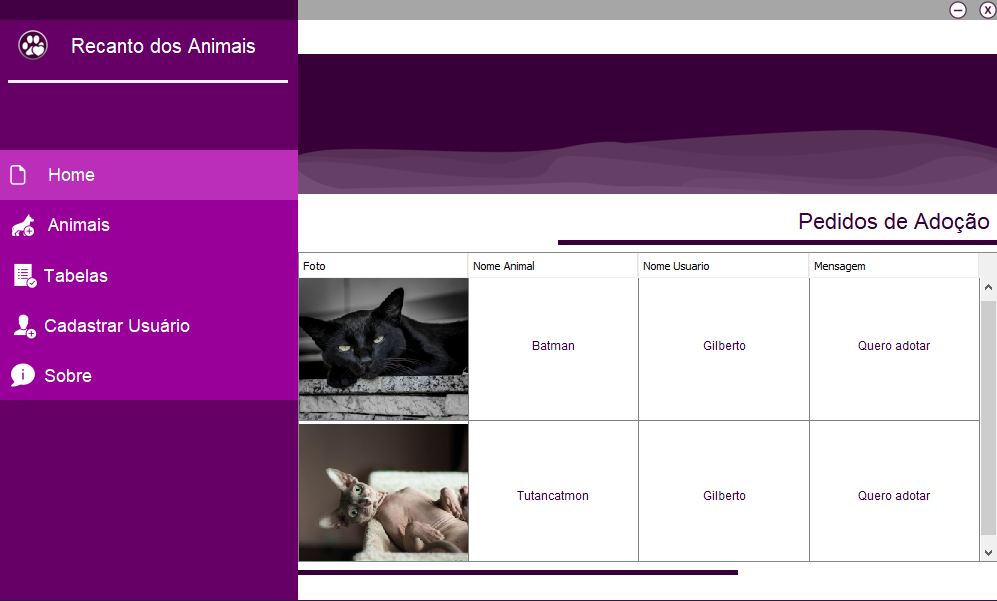 Recanto dos Animais
Home
Animais
Tabelas
Cadastrar Usuário
Sobre
Pedidos de Adoção
Foto Nome Animal Nome Usuario Mensagem
Batman Gilberto Quero adotar
Tutancatmon Gilberto Quero adotar